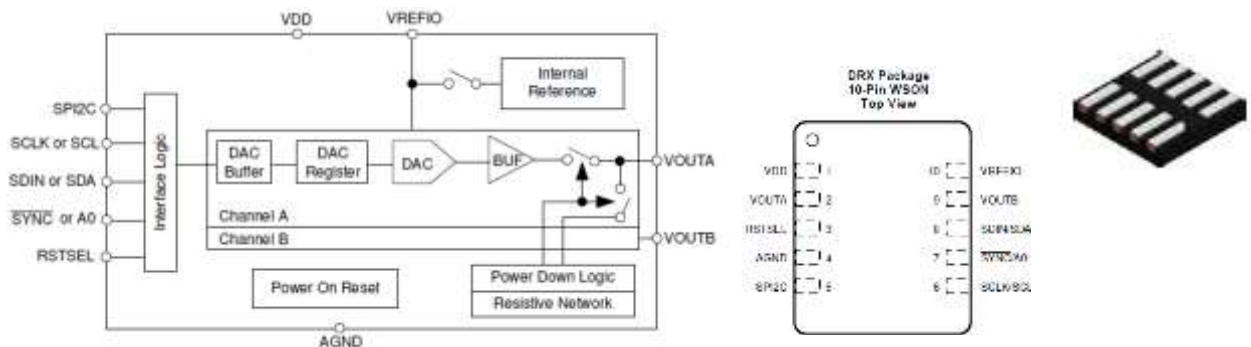 VDD
VREFIO
Internal
Reference
SPI2C
SCLK or SCL
SDIN or SDA
SYNC or A0
RSTSEL
Interface Logic
DAC
Buffer
DAC
Register
DAC
BUF
VOUTA
Channel A
Channel B
VOUTB
Power On Reset
Power Down Logic
Resistive Network
AGND
DRX Package
10-Pin WSON
Top View
VDD 1 10 VREFIO
VOUTA 2 9 VOUTB
RSTSEL 3 8 SDIN/SDA
AGND 4 7 SYNC/A0
SPI2C 5 6 SCLK/SCL